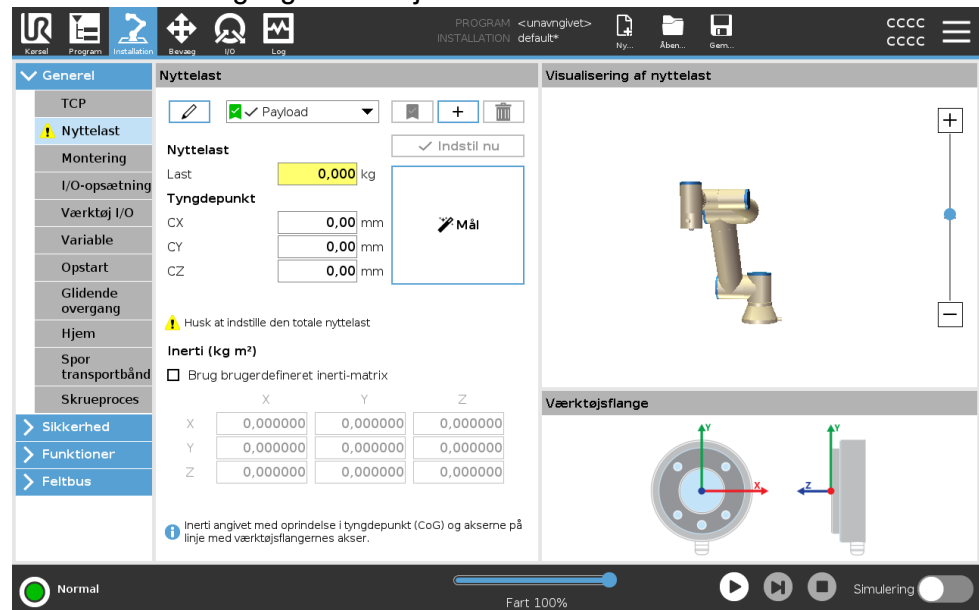 PROGRAM <unavngivet>
INSTALLATION default*
Kørsel Program Installation Bevæg I/O Log
Ny... Åben... Gem...
CCCC
CCCC
Generel
TCP
Nyttelast
Montering
I/O-opsætning
Værktøj I/O
Variable
Opstart
Glidende
overgang
Hjem
Spor
transportbånd
Skrueproces
Sikkerhed
Funktioner
Feltbus
Nyttelast
Payload
Nyttelast
Indstil nu
Last 0,000 kg
Tyngdepunkt
CX 0,00 mm
CY 0,00 mm
CZ 0,00 mm
Mål
Husk at indstille den totale nyttelast
Inerti (kg m²)
Brug brugerdefineret inerti-matrix
X Y Z
X 0,000000 0,000000 0,000000
Y 0,000000 0,000000 0,000000
Z 0,000000 0,000000 0,000000
Inerti angivet med oprindelse i tyngdepunkt (CoG) og akserne på
linje med værktøjsflangernes akser.
Visualisering af nyttelast
Værktøjsflange
Y Y
X Z
Normal
Fart 100%
Simulering